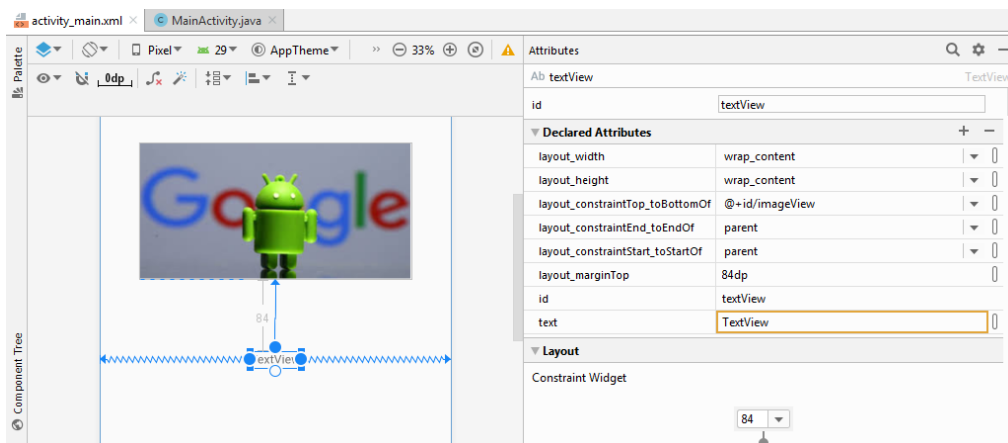 activity_main.xml
MainActivity.java
Pixel
29
AppTheme
33%
Attributes
Palette
0dp
Ab textView
TextView
id
textView
Declared Attributes
layout_width
wrap_content
layout_height
wrap_content
layout_constraintTop_toBottomOf
@+id/imageView
layout_constraintEnd_toEndOf
parent
layout_constraintStart_toStartOf
parent
layout_marginTop
84dp
id
textView
text
TextView
Layout
Constraint Widget
84
Google
84
extVie
Component Tree